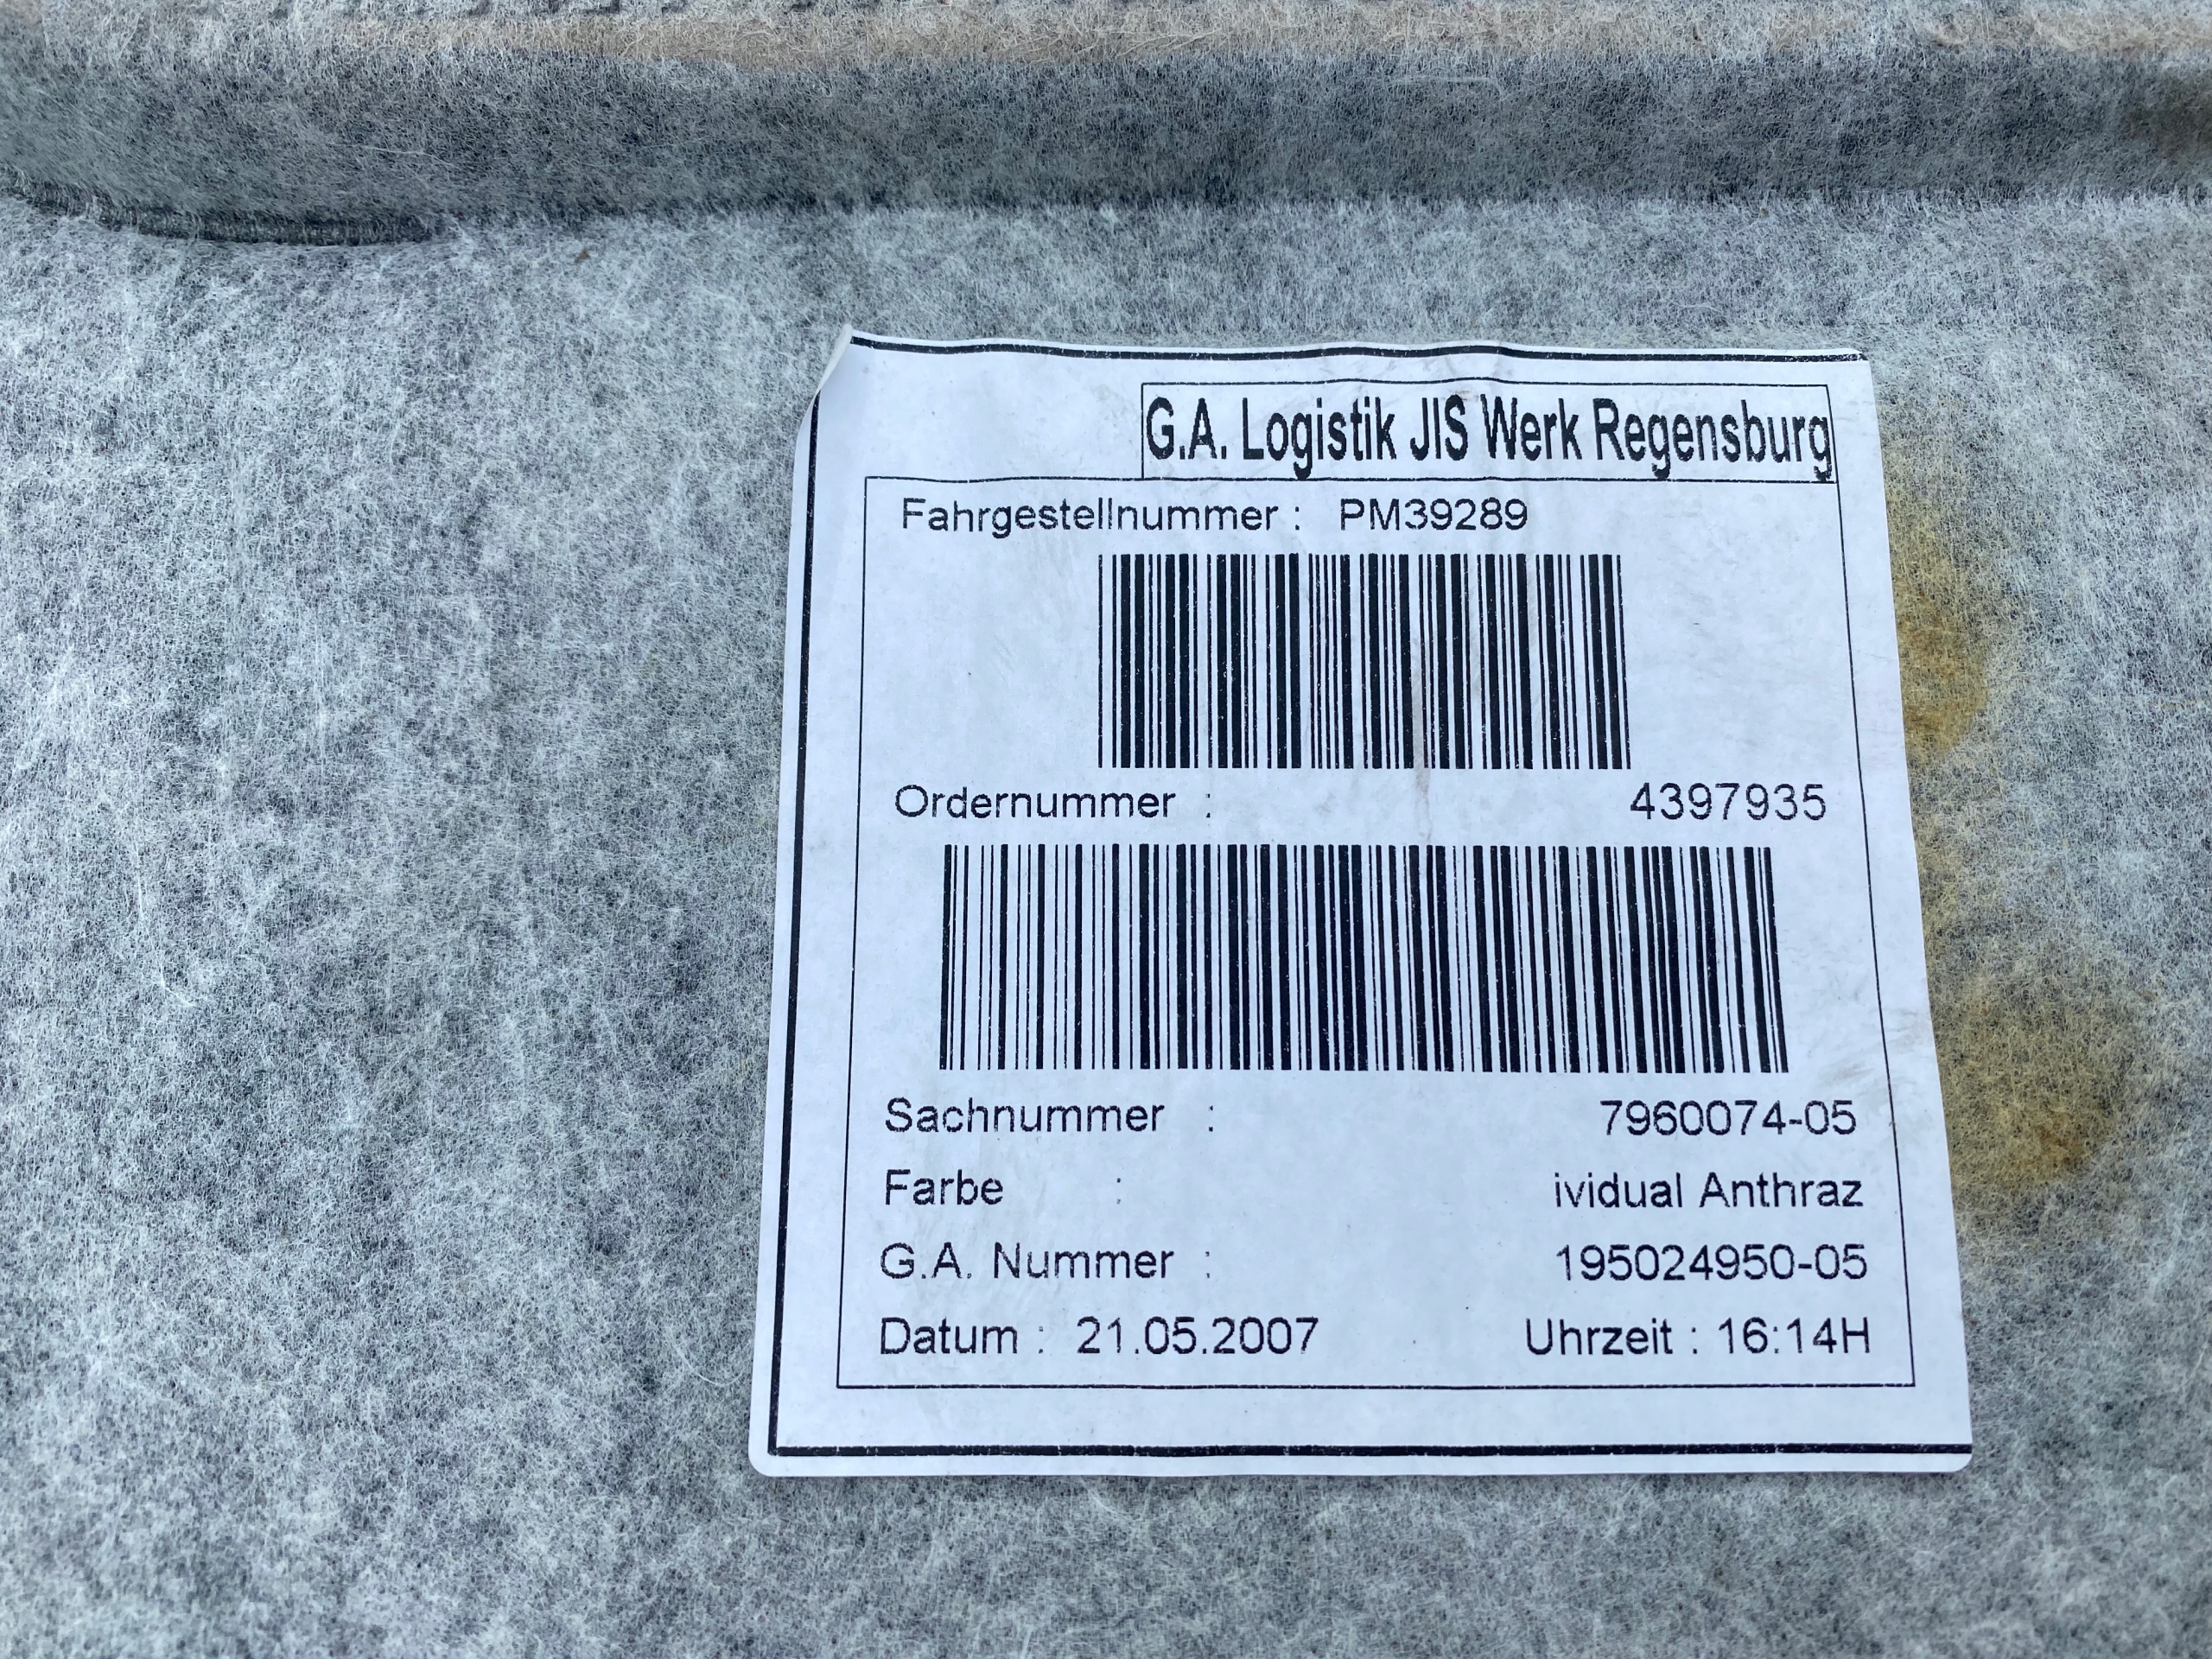 G.A. Logistik JIS Werk Regensburg
Fahrgestellnummer : PM39289
Ordernummer : 4397935
Sachnummer : 7960074-05
Farbe : ividual Anthraz
G.A. Nummer : 195024950-05
Datum : 21.05.2007 Uhrzeit : 16:14H